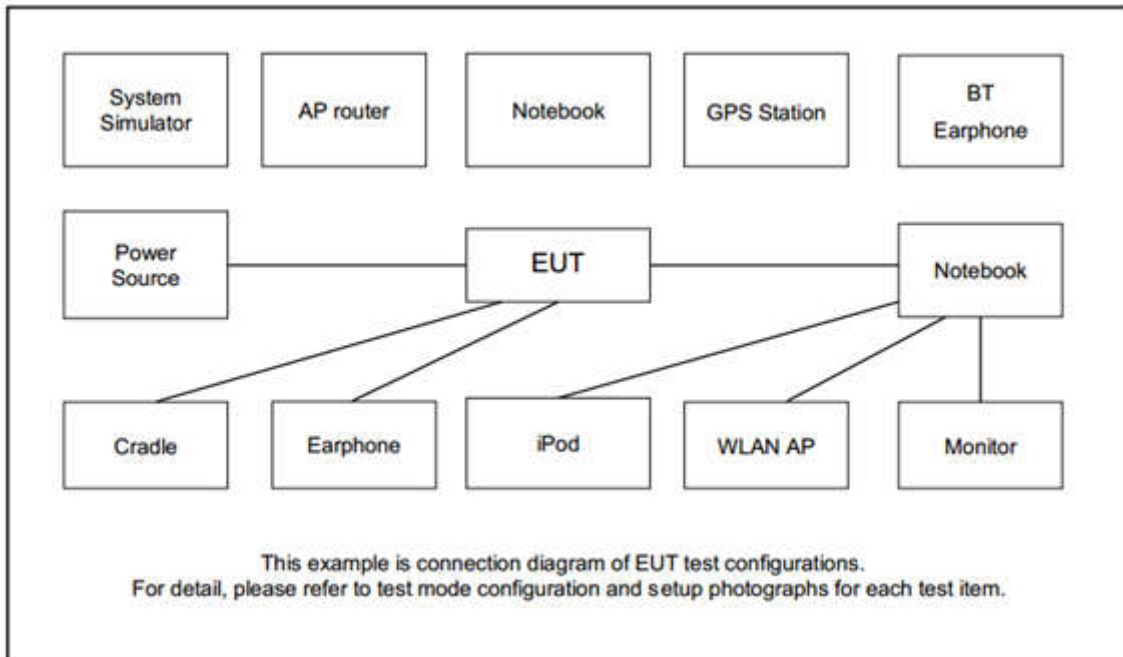 System
Simulator
AP router
Notebook
GPS Station
BT
Earphone
Power
Source
EUT
Notebook
Cradle
Earphone
iPod
WLAN AP
Monitor
This example is connection diagram of EUT test configurations.
For detail, please refer to test mode configuration and setup photographs for each test item.